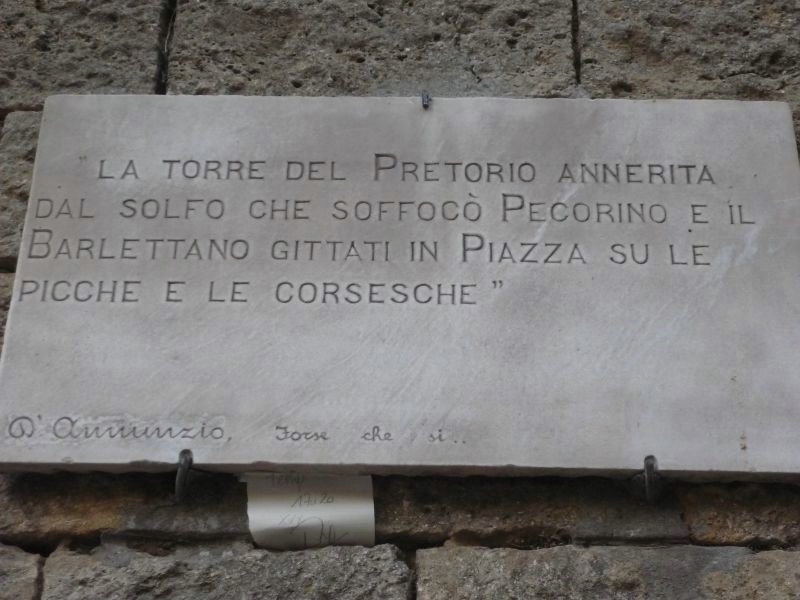 "LA TORRE DEL PRETORIO ANNERITA
DAL SOLFO CHE SOFFOCÒ PECORINO E IL
BARLETTANO GITTATI IN PIAZZA SU LE
PICCHE E LE CORSESCHE"
D'Annunzio, Forse che sì..